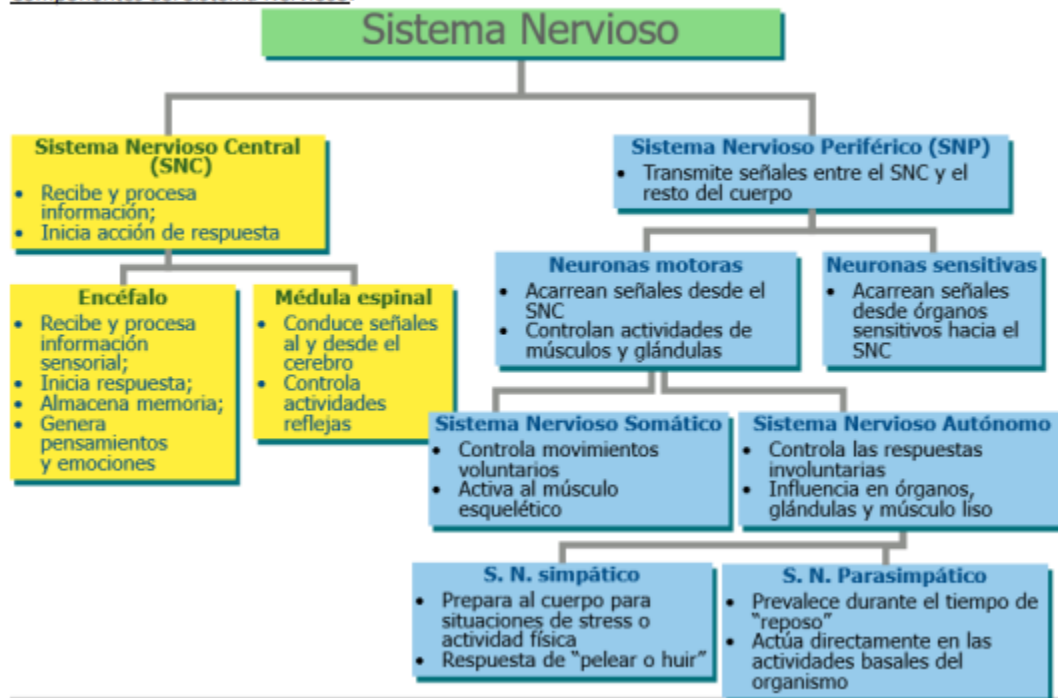 Componentes del Sistema Nervioso.
Sistema Nervioso
Sistema Nervioso Central
(SNC)
• Recibe y procesa
información;
• Inicia acción de respuesta
Sistema Nervioso Periférico (SNP)
• Transmite señales entre el SNC y el
resto del cuerpo
Encéfalo
• Recibe y procesa
información
sensorial;
• Inicia respuesta;
• Almacena memoria;
• Genera
pensamientos
y emociones
Médula espinal
• Conduce señales
al y desde el
cerebro
• Controla
actividades
reflejas
Neuronas motoras
• Acarrean señales desde el
SNC
• Controlan actividades de
músculos y glándulas
Neuronas sensitivas
• Acarrean señales
desde órganos
sensitivos hacia el
SNC
Sistema Nervioso Somático
• Controla movimientos
voluntarios
• Activa al músculo
esquelético
Sistema Nervioso Autónomo
• Controla las respuestas
involuntarias
• Influencia en órganos,
glándulas y músculo liso
S. N. simpático
• Prepara al cuerpo para
situaciones de stress o
actividad física
• Respuesta de “pelear o huir”
S. N. Parasimpático
• Prevalece durante el tiempo de
“reposo”
• Actúa directamente en las
actividades basales del
organismo